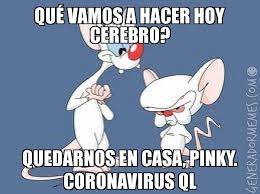 QUÉ VAMOS A HACER HOY
CEREBRO?
QUEDARNOS EN CASA, PINKY.
CORONAVIRUS QL
GENERADORMEMES.COM